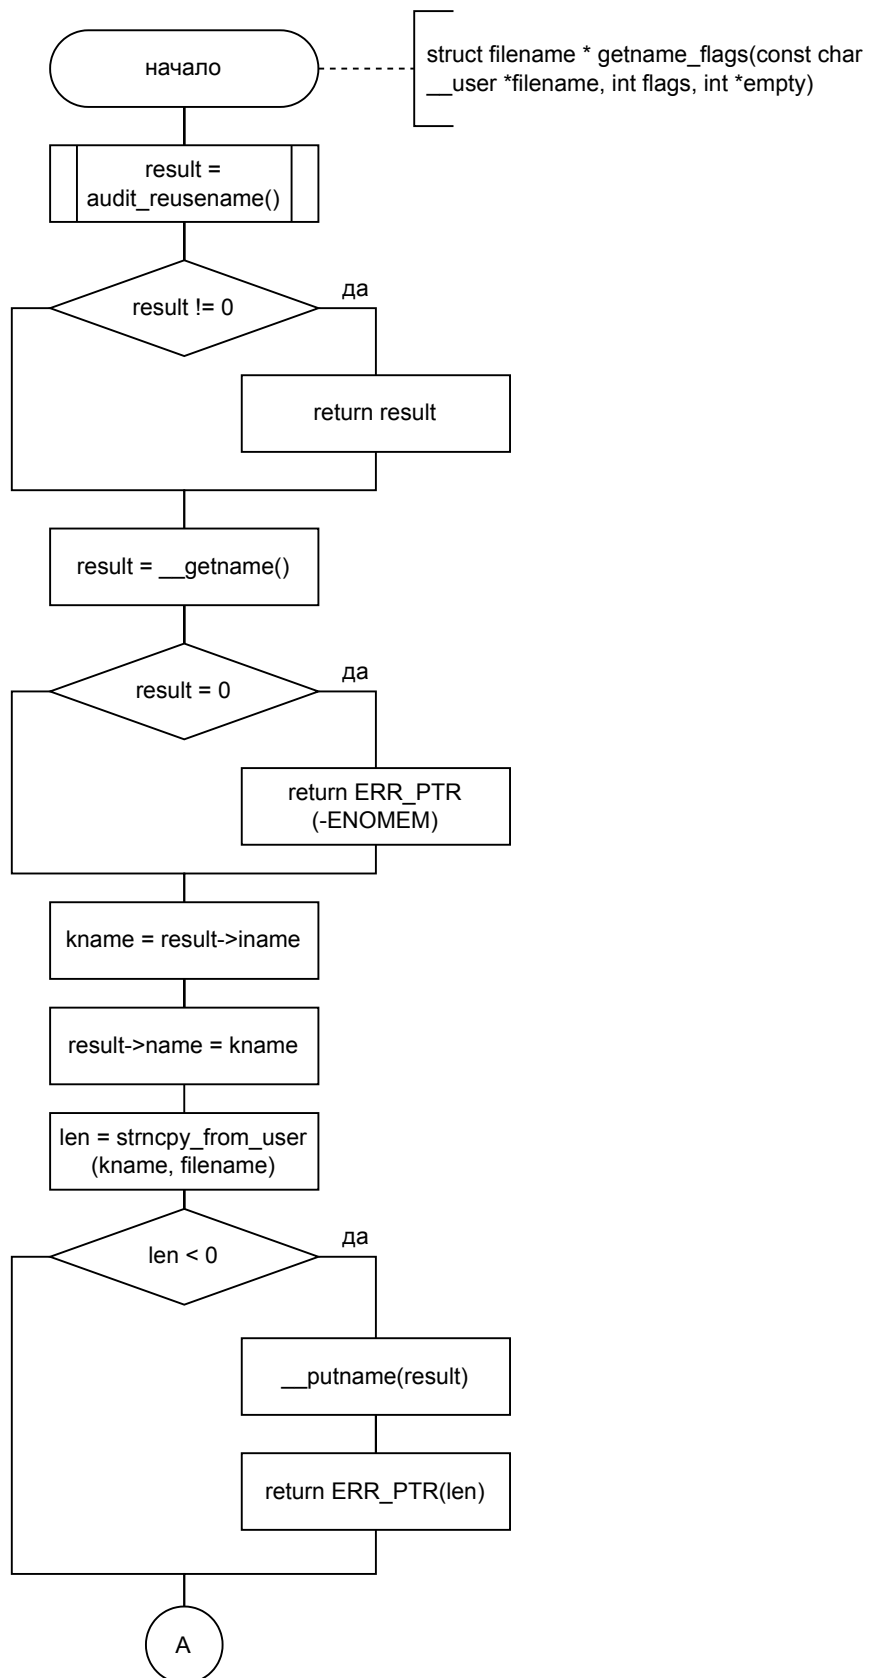 начало
struct filename * getname_flags(const char
__user *filename, int flags, int *empty)
result =
audit_reusename()
result != 0
да
return result
result = __getname()
result = 0
да
return ERR_PTR
(-ENOMEM)
kname = result->iname
result->name = kname
len = strncpy_from_user
(kname, filename)
len < 0
да
__putname(result)
return ERR_PTR(len)
A